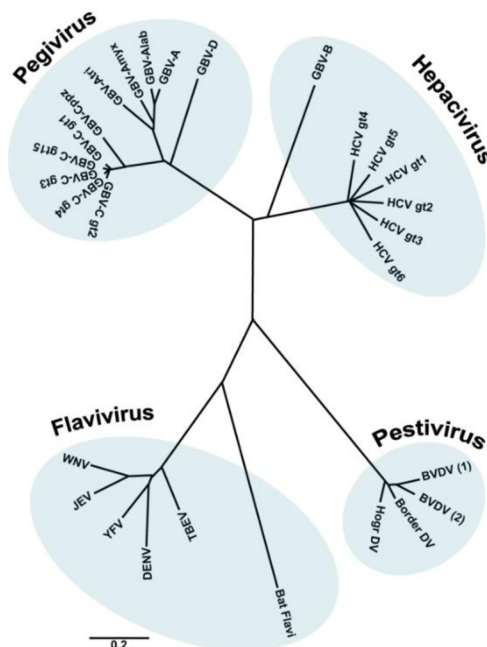 Pegivirus
GBV-Cppz
GBV-Atri
GBV-Amyx
GBV-Alab
GBV-A
GBV-D
GBV-C gt1
GBV-C gt15
GBV-C gt3
GBV-C gt4
GBV-C gt2
Hepacivirus
GBV-B
HCV gt4
HCV gt5
HCV gt1
HCV gt2
HCV gt3
HCV gt6
Flavivirus
WNV
JEV
YFV
DENV
TBEV
Bat Flavi
Pestivirus
BVDV (1)
BVDV (2)
Border DV
Hogr DV
0.2